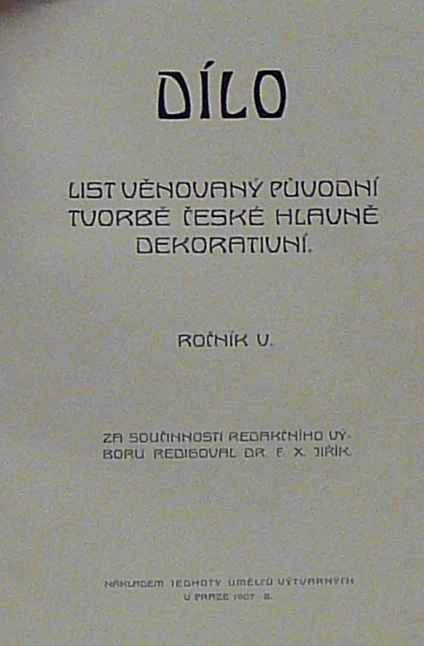 DÍLO
LIST VĚNOVANÝ PŮVODNÍ
TVORBĚ ČESKÉ HLAVNĚ
DEKORATIVNÍ.
ROČNÍK V.
ZA SOUČINNOSTI REDAKČNÍHO VÝ-
BORU REDIGOVAL DR. F. X. JIŘÍK.
NÁKLADEM JEDNOTY UMĚLCŮ VÝTVARNÝCH
V PRAZE 1907-8.